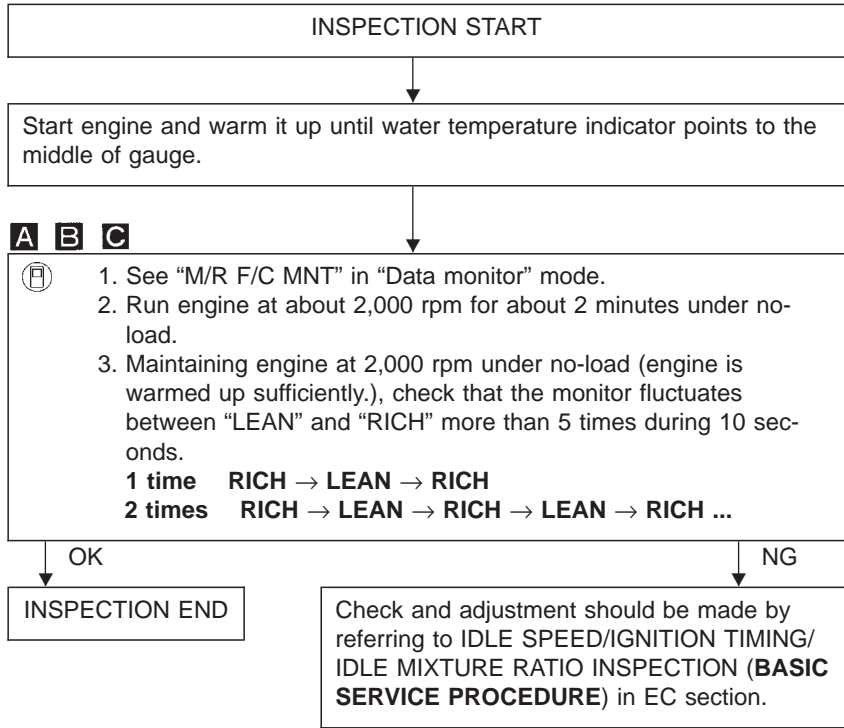 INSPECTION START
Start engine and warm it up until water temperature indicator points to the
middle of gauge.
A B C
1. See “M/R F/C MNT” in “Data monitor” mode.
2. Run engine at about 2,000 rpm for about 2 minutes under no-
load.
3. Maintaining engine at 2,000 rpm under no-load (engine is
warmed up sufficiently.), check that the monitor fluctuates
between “LEAN” and “RICH” more than 5 times during 10 sec-
onds.
1 time RICH → LEAN → RICH
2 times RICH → LEAN → RICH → LEAN → RICH ...
OK
NG
INSPECTION END
Check and adjustment should be made by
referring to IDLE SPEED/IGNITION TIMING/
IDLE MIXTURE RATIO INSPECTION (BASIC
SERVICE PROCEDURE) in EC section.